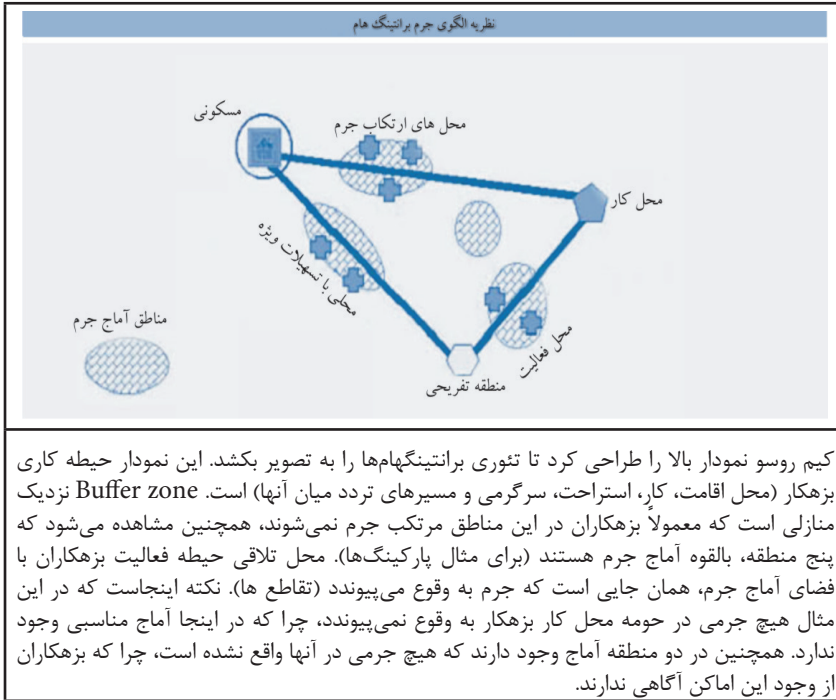 نظریه الگوی جرم برانتینگ هام
مسکونی
محل های ارتکاب جرم
محل کار
محلی با تسهیلات ویژه
محل فعالیت
مناطق آماج جرم
منطقه تفریحی
کیم روسو نمودار بالا را طراحی کرد تا تئوری برانتینگهام‌ها را به تصویر بکشد. این نمودار حیطه کاری
بزهکار (محل اقامت، کار، استراحت، سرگرمی و مسیرهای تردد میان آنها) است. Buffer zone نزدیک
منازلی است که معمولاً بزهکاران در این مناطق مرتکب جرم نمی‌شوند، همچنین مشاهده می‌شود که
پنج منطقه، بالقوه آماج جرم هستند (برای مثال پارکینگ‌ها). محل تلاقی حیطه فعالیت بزهکاران با
فضای آماج جرم، همان جایی است که جرم به وقوع می‌پیوندد (تقاطع ها). نکته اینجاست که در این
مثال هیچ جرمی در حومه محل کار بزهکار به وقوع نمی‌پیوندد، چرا که در اینجا آماج مناسبی وجود
ندارد. همچنین در دو منطقه آماج وجود دارند که هیچ جرمی در آنها واقع نشده است، چرا که بزهکاران
از وجود این اماکن آگاهی ندارند.